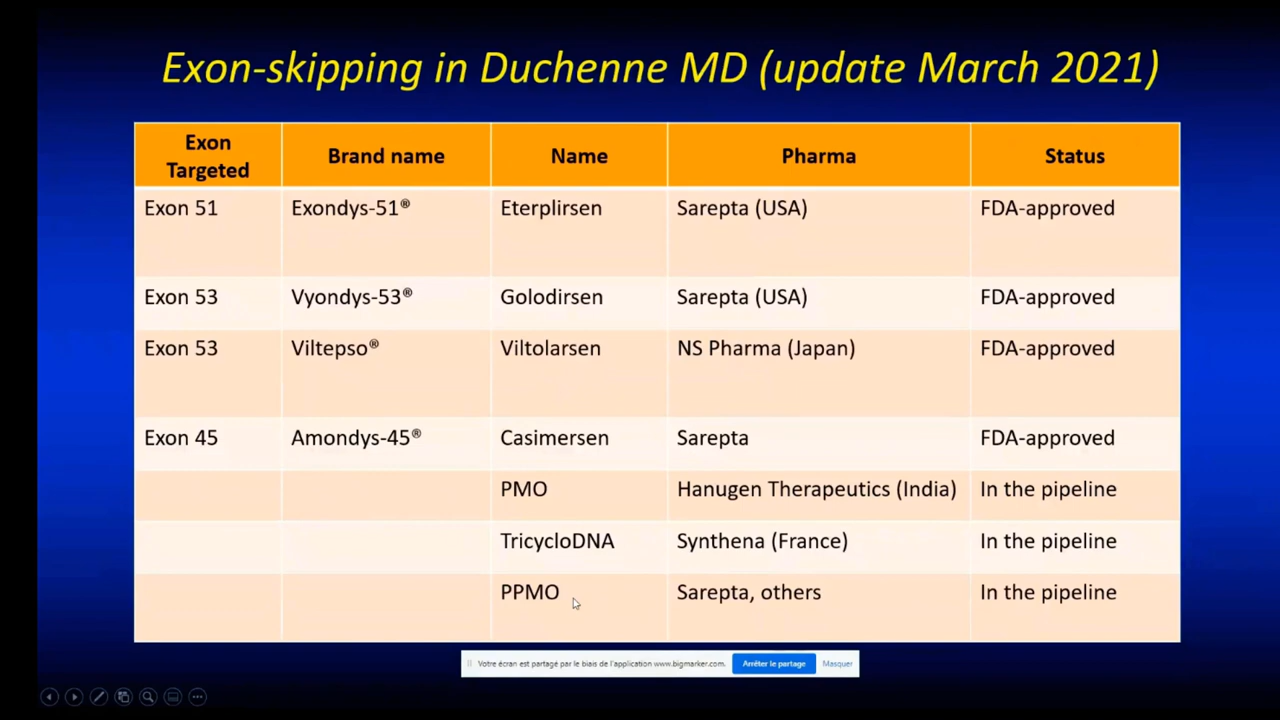 Exon-skipping in Duchenne MD (update March 2021)
Exon Targeted Brand name Name Pharma Status
Exon 51 Exondys-51® Eterplirsen Sarepta (USA) FDA-approved
Exon 53 Vyondys-53® Golodirsen Sarepta (USA) FDA-approved
Exon 53 Viltepso® Viltolarsen NS Pharma (Japan) FDA-approved
Exon 45 Amondys-45® Casimersen Sarepta FDA-approved
PMO Hanugen Therapeutics (India) In the pipeline
TricycloDNA Synthena (France) In the pipeline
PPMO Sarepta, others In the pipeline
Votre écran est partagé par le biais de l'application www.bigmarker.com. Arrêter le partage Masquer